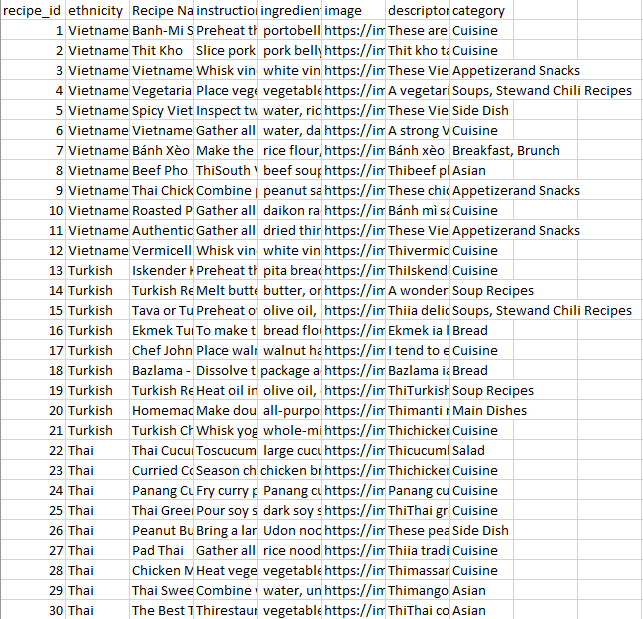 recipe_id ethnicity Recipe Na instruction ingredient image descriptor category
1 Vietname Banh-Mi S Preheat th portobell https://im These are Cuisine
2 Vietname Thit Kho Slice pork pork belly https://im Thit kho ta Cuisine
3 Vietname Vietname Whisk vin white vin https://im These Vie Appetizerand Snacks
4 Vietname Vegetaria Place vege vegetable https://im A vegetari Soups, Stewand Chili Recipes
5 Vietname Spicy Viet Inspect tw water, ric https://im These Vie Side Dish
6 Vietname Vietname Gather all water, da https://im A strong V Cuisine
7 Vietname Bánh Xèo Make the rice flour, https://im Bánh xèo Breakfast, Brunch
8 Vietname Beef Pho ThiSouth V beef soup https://im Thibeef pl Asian
9 Vietname Thai Chick Combine p peanut sa https://im These chic Appetizerand Snacks
10 Vietname Roasted P Gather all daikon ra https://im Bánh mì sa Cuisine
11 Vietname Authentic Gather all dried thin https://im These Vie Appetizerand Snacks
12 Vietname Vermicell Whisk vin white vin https://im Thivermic Cuisine
13 Turkish Iskender K Preheat th pita bread https://im ThiIskend Cuisine
14 Turkish Turkish Re Melt butte butter, on https://im A wonder Soup Recipes
15 Turkish Tava or Tu Preheat o olive oil, https://im Thiia delic Soups, Stewand Chili Recipes
16 Turkish Ekmek Tur To make t bread flou https://im Ekmek ia l Bread
17 Turkish Chef John Place waln walnut ha https://im I tend to e Cuisine
18 Turkish Bazlama - Dissolve t package a https://im Bazlama ia Bread
19 Turkish Turkish Re Heat oil in olive oil, https://im ThiTurkish Soup Recipes
20 Turkish Homemad Make dou all-purpo https://im Thimanti r Main Dishes
21 Turkish Turkish Ch Whisk yog whole-mi https://im Thichicken Cuisine
22 Thai Thai Cucur Toscucum large cucu https://im Thicucuml Salad
23 Thai Curried Co Season ch chicken br https://im Thichicken Cuisine
24 Thai Panang Cu Fry curry p Panang cu https://im Panang cu Cuisine
25 Thai Thai Gree Pour soy s dark soy s https://im ThiThai gr Cuisine
26 Thai Peanut Bu Bring a lar Udon noo https://im These pea Side Dish
27 Thai Pad Thai Gather all rice nood https://im Thiia tradi Cuisine
28 Thai Chicken M Heat vege vegetable https://im Thimassar Cuisine
29 Thai Thai Swee Combine v water, un https://im Thimango Asian
30 Thai The Best T Thirestaur vegetable https://im ThiThai co Asian